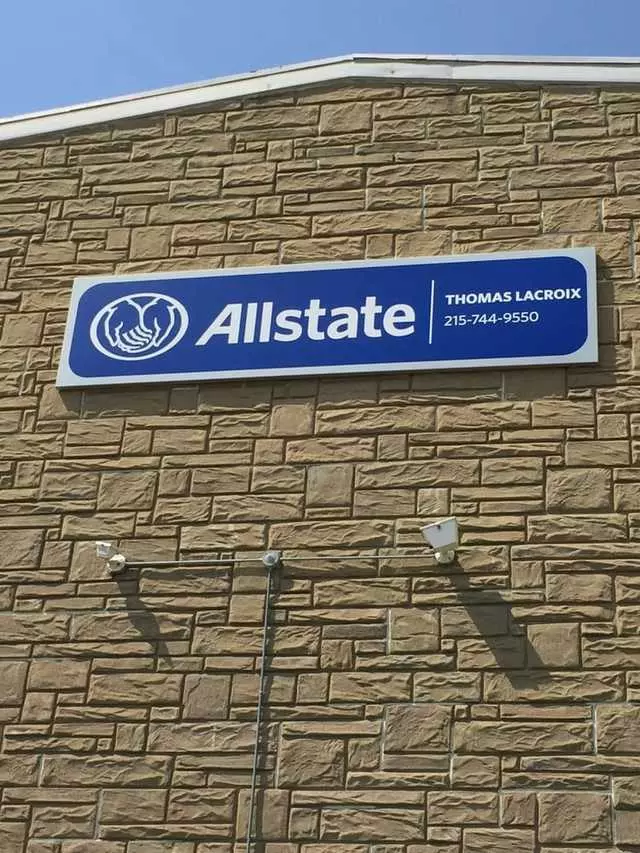 Allstate
THOMAS LACROIX
215-744-9550